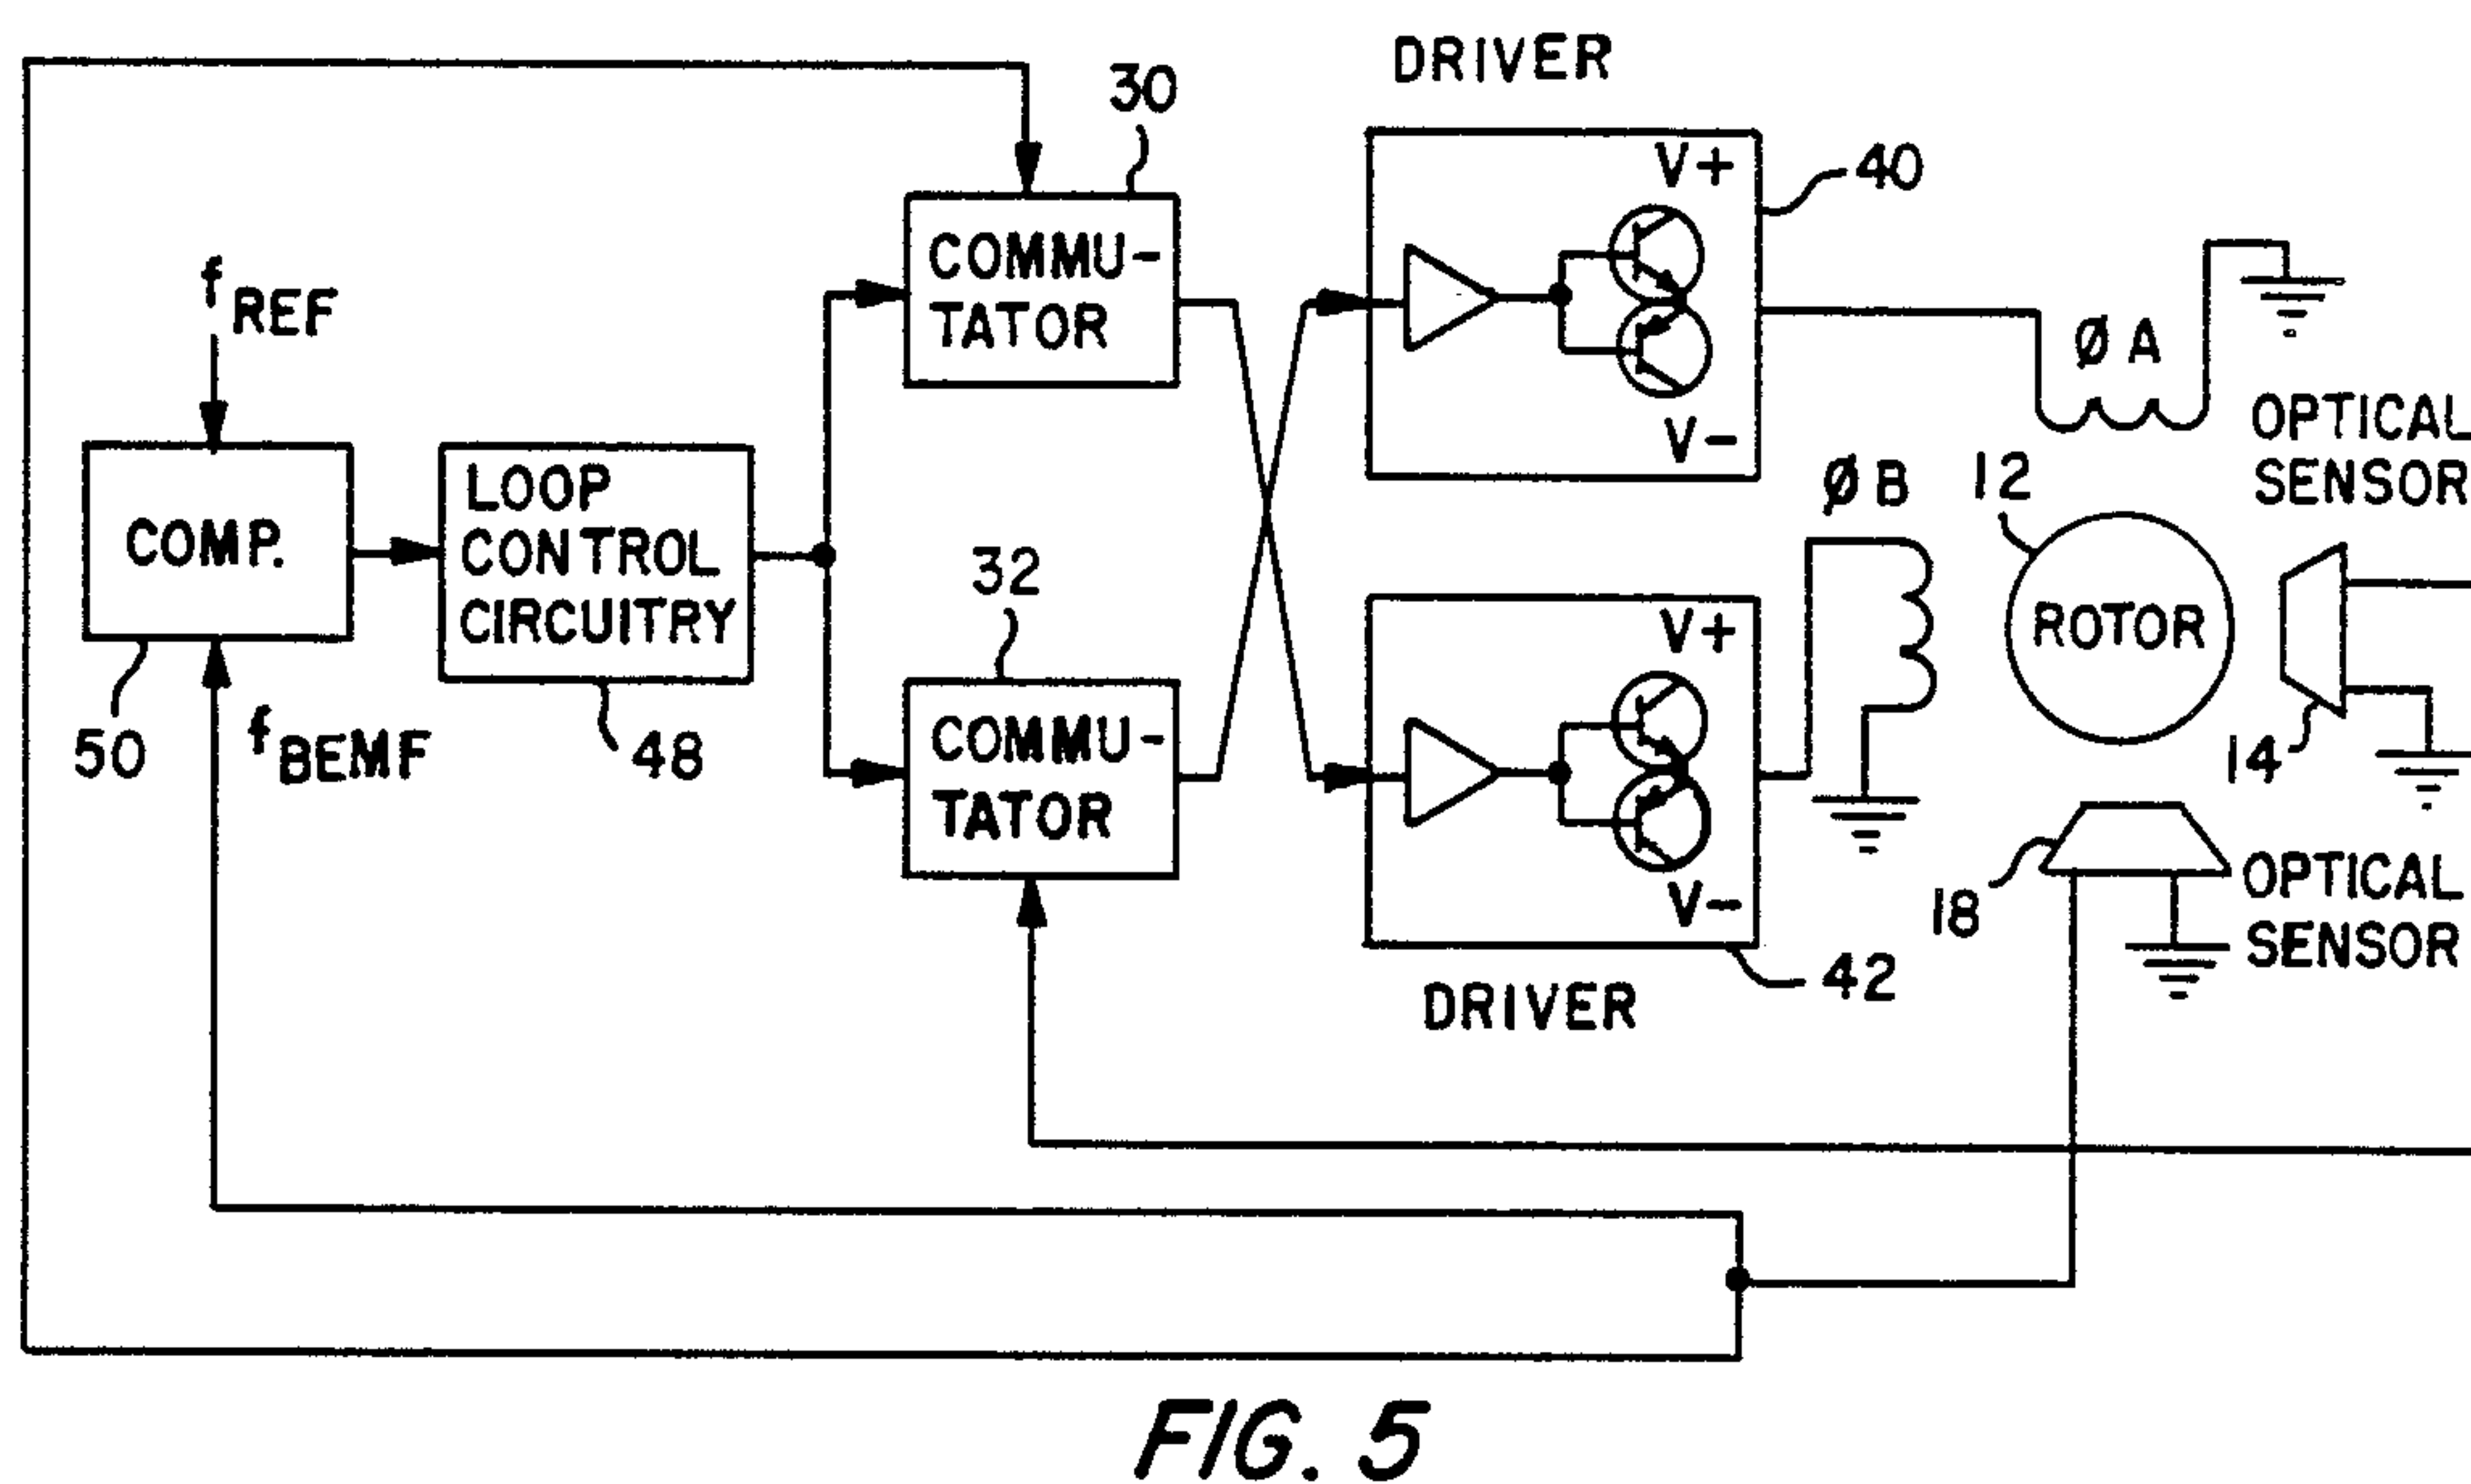 DRIVER
30
V+
40
COMMU-
TATOR
f REF
ØA
V-
OPTICAL
SENSOR
ØB
12
LOOP
CONTROL
CIRCUITRY
COMP.
32
V+
ROTOR
50
f BEMF
48
COMMU-
TATOR
14
V-
18
OPTICAL
SENSOR
42
DRIVER
FIG. 5